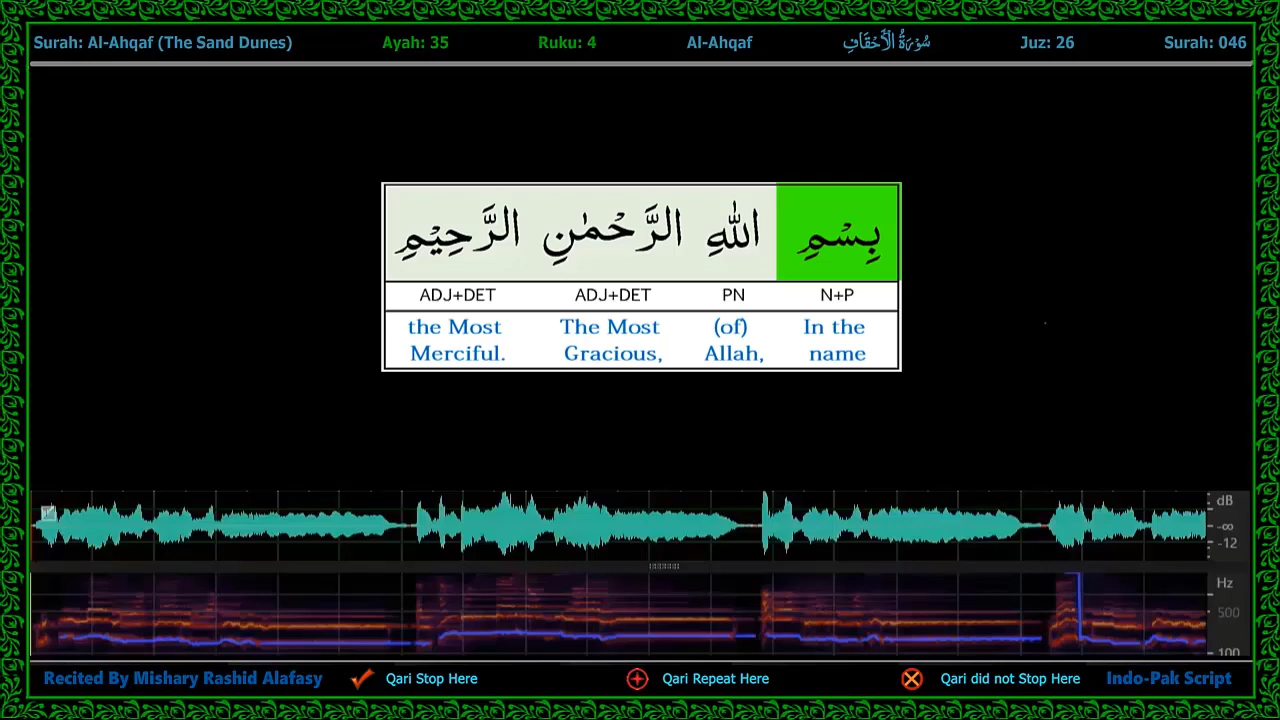 Surah: Al-Ahqaf (The Sand Dunes) Ayah: 35 Ruku: 4 Al-Ahqaf سُوْرَةُ الْاَحْقَافِ Juz: 26 Surah: 046
بِسْمِ اللّٰهِ الرَّحْمٰنِ الرَّحِيْمِ
ADJ+DET ADJ+DET PN N+P
the Most The Most (of) In the
Merciful. Gracious, Allah, name
dB
-∞
-12
Hz
500
100
Recited By Mishary Rashid Alafasy Qari Stop Here Qari Repeat Here Qari did not Stop Here Indo-Pak Script